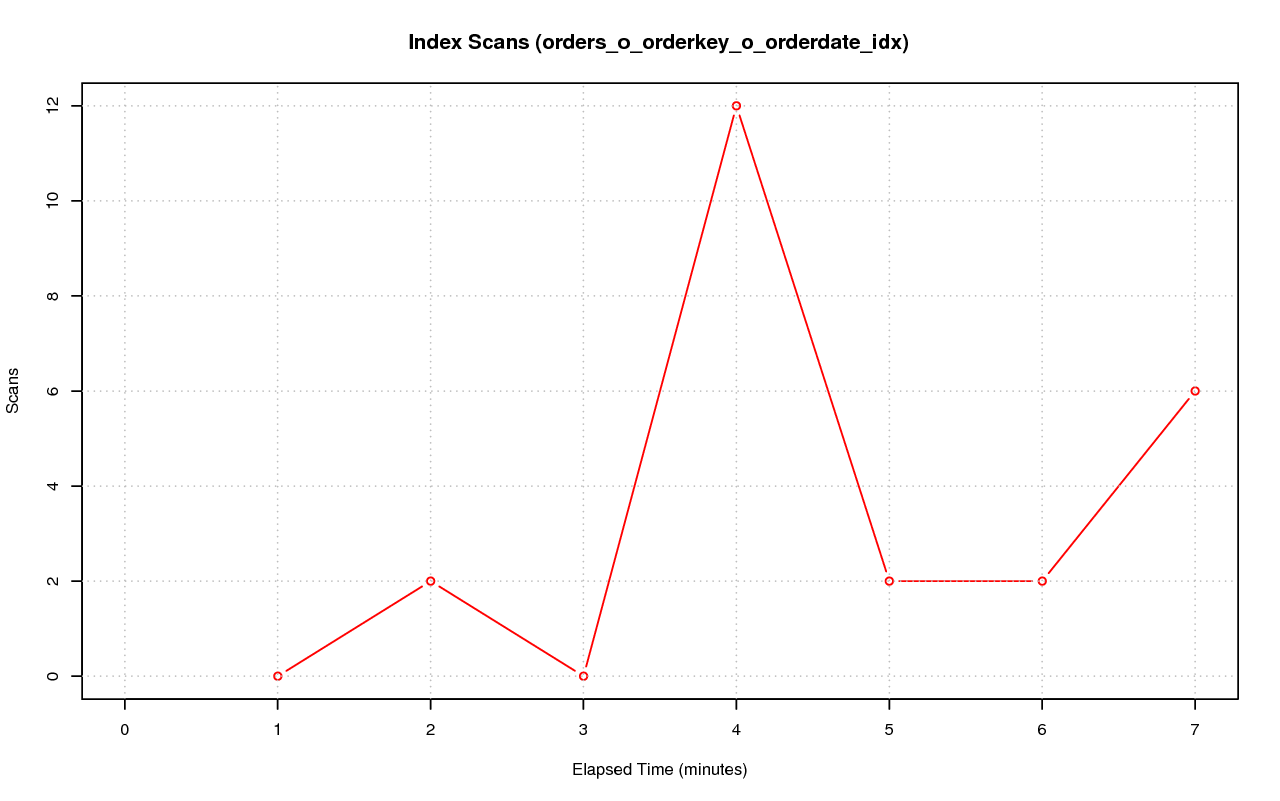 Index Scans (orders_o_orderkey_o_orderdate_idx)
Scans
12
10
8
6
4
2
0
0 1 2 3 4 5 6 7
Elapsed Time (minutes)